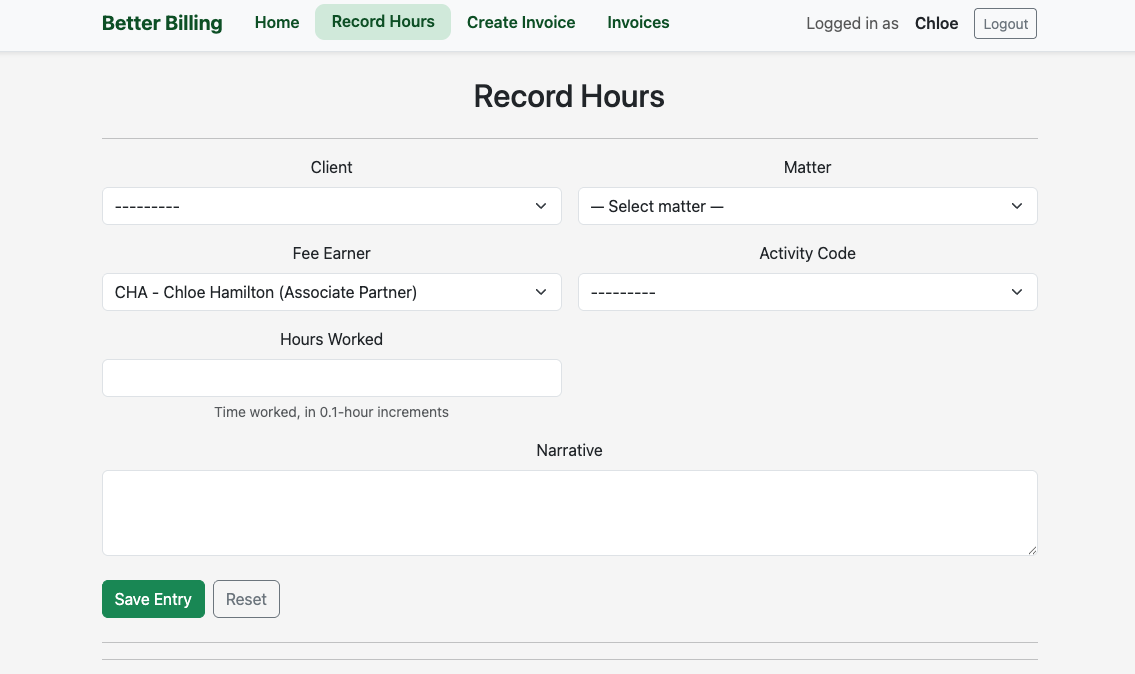 Better Billing Home Record Hours Create Invoice Invoices Logged in as Chloe Logout
Record Hours
Client Matter
--------- — Select matter —
Fee Earner Activity Code
CHA - Chloe Hamilton (Associate Partner) ---------
Hours Worked
Time worked, in 0.1-hour increments
Narrative
Save Entry Reset